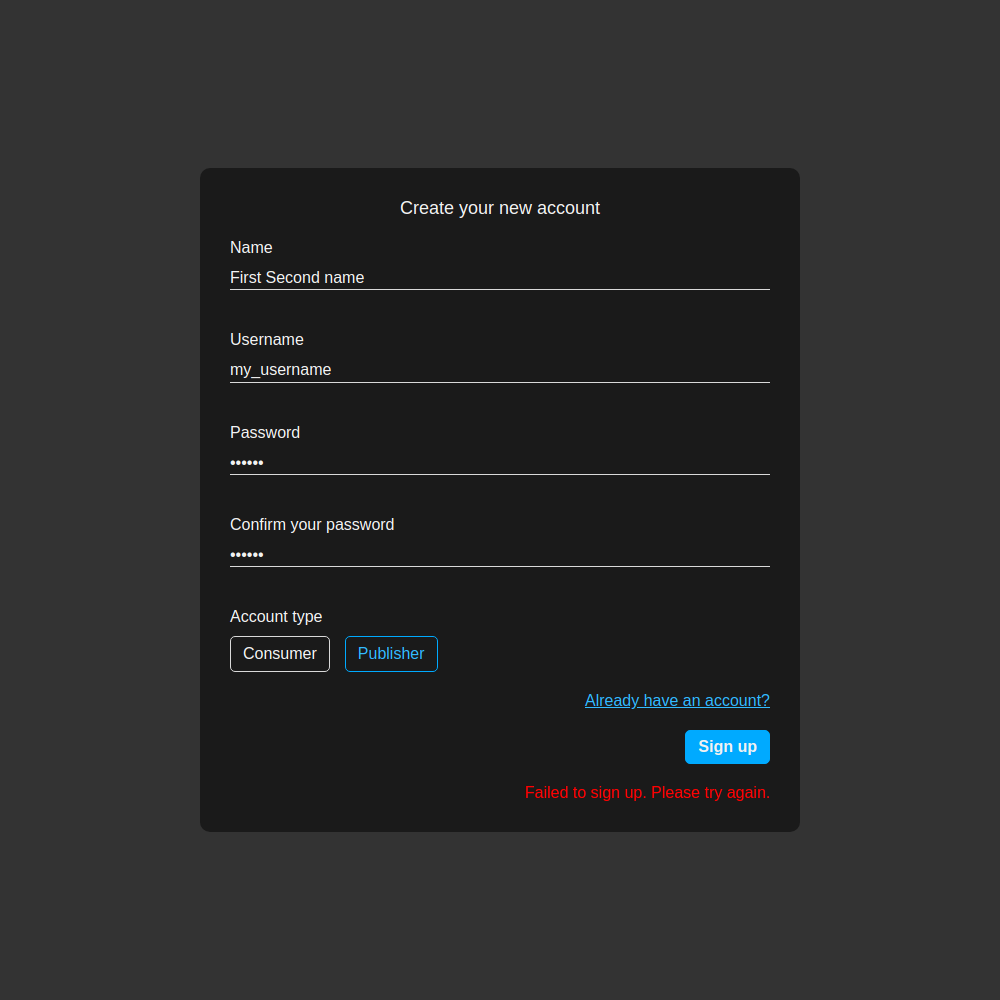 Create your new account
Name
First Second name
Username
my_username
Password
••••••
Confirm your password
••••••
Account type
Consumer Publisher
Already have an account?
Sign up
Failed to sign up. Please try again.